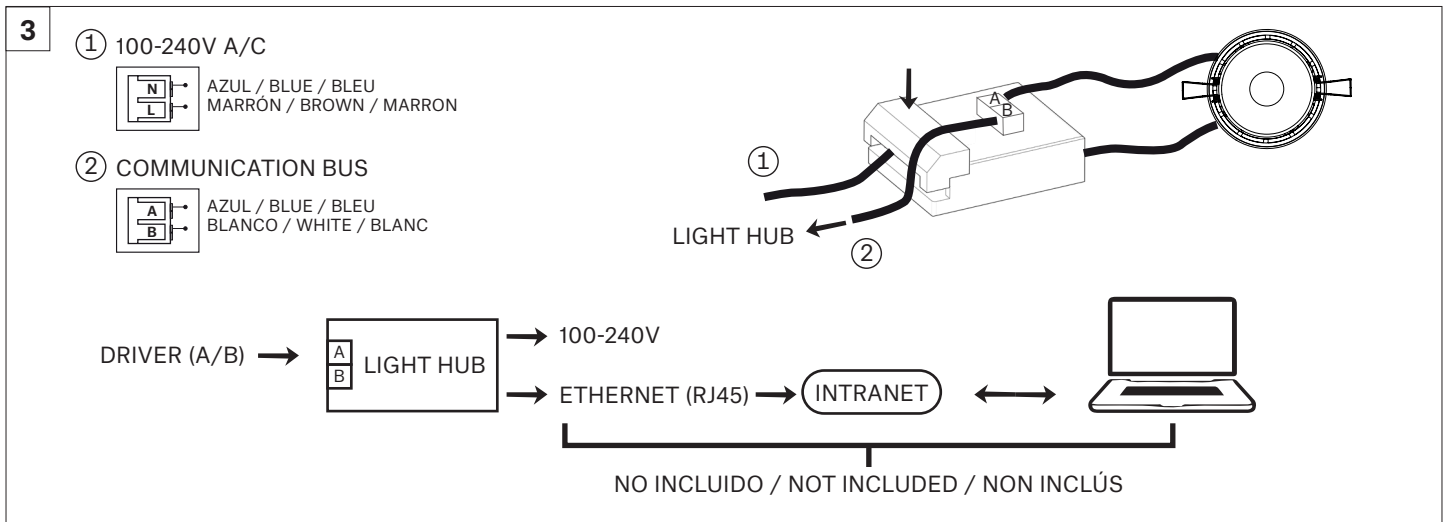 3
① 100-240V A/C
N
L
AZUL / BLUE / BLEU
MARRÓN / BROWN / MARRON
② COMMUNICATION BUS
A
B
AZUL / BLUE / BLEU
BLANCO / WHITE / BLANC
A
B
①
LIGHT HUB
②
DRIVER (A/B)
A
B
LIGHT HUB
100-240V
ETHERNET (RJ45)
INTRANET
NO INCLUIDO / NOT INCLUDED / NON INCLÚS